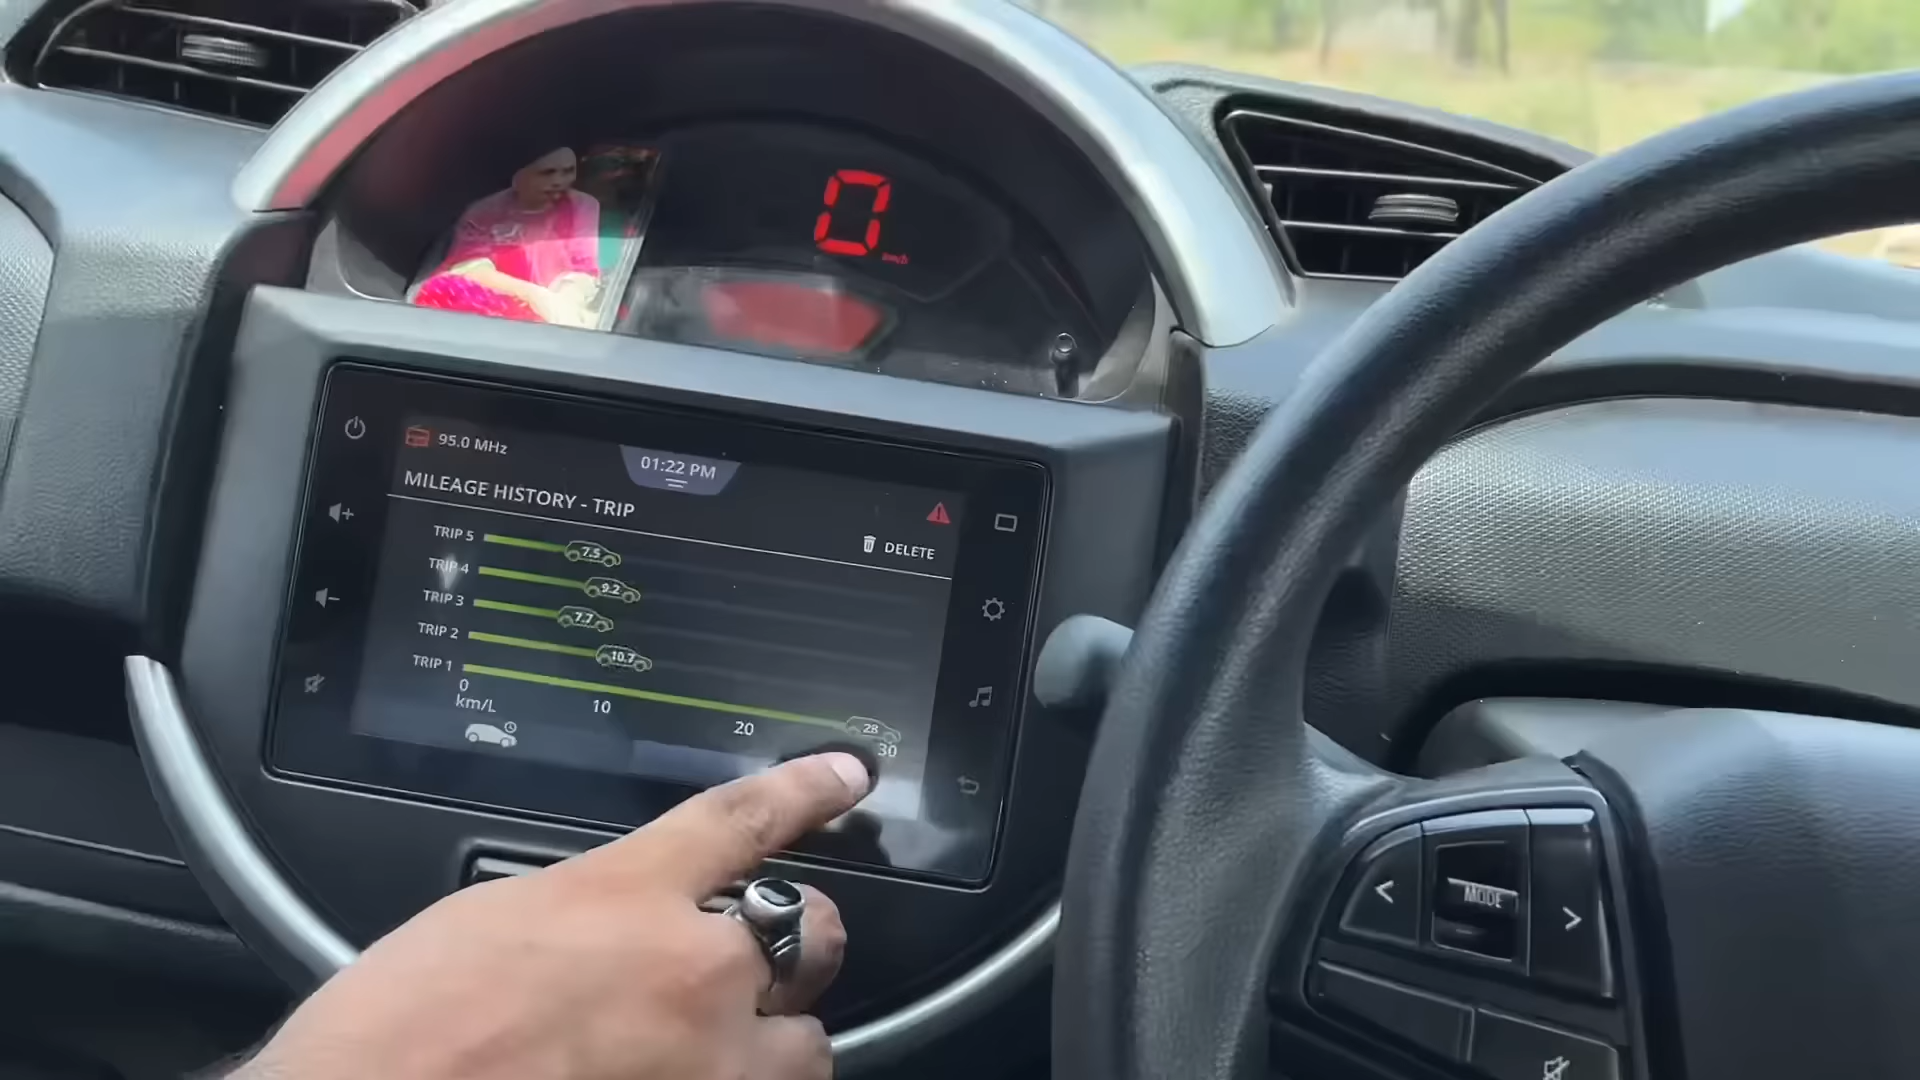 0
km/h
95.0 MHz
01:22 PM
MILEAGE HISTORY - TRIP
DELETE
TRIP 5 7.5
TRIP 4 9.2
TRIP 3 7.7
TRIP 2 10.7
TRIP 1 28
0 10 20 30
km/L
< MODE >